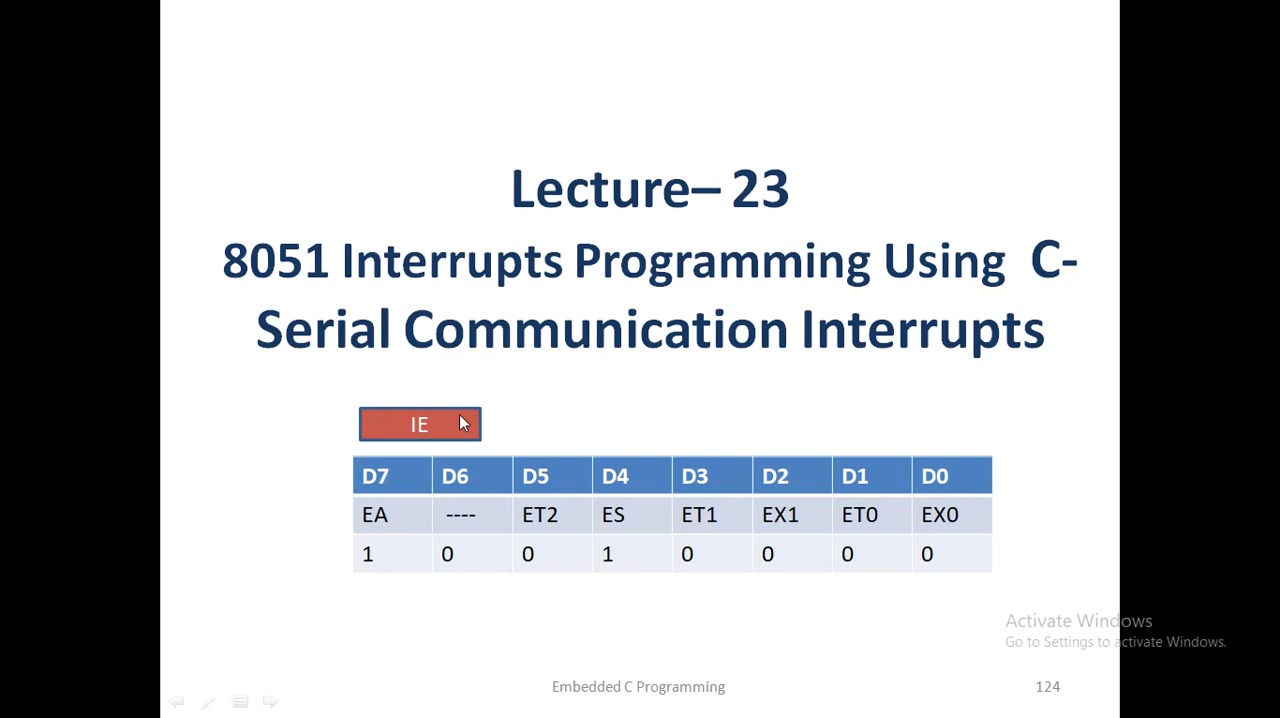 Lecture– 23
8051 Interrupts Programming Using C-
Serial Communication Interrupts
IE
D7 D6 D5 D4 D3 D2 D1 D0
EA ---- ET2 ES ET1 EX1 ET0 EX0
1 0 0 1 0 0 0 0
Activate Windows
Go to Settings to activate Windows.
Embedded C Programming 124